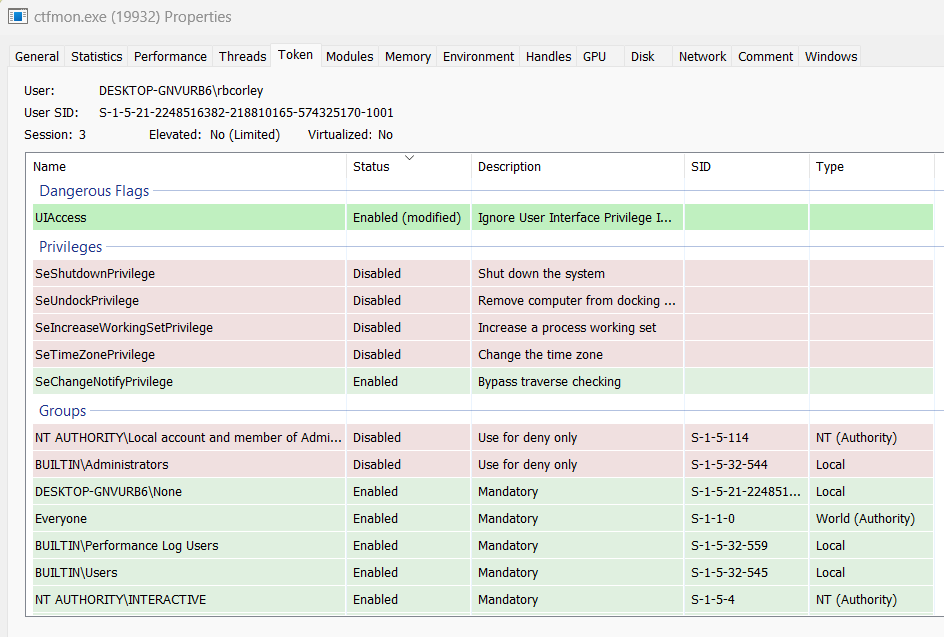 ctfmon.exe (19932) Properties
General Statistics Performance Threads Token Modules Memory Environment Handles GPU Disk Network Comment Windows
User: DESKTOP-GNVURB6\rbcorley
User SID: S-1-5-21-2248516382-218810165-574325170-1001
Session: 3 Elevated: No (Limited) Virtualized: No
Name Status Description SID Type
Dangerous Flags
UIAccess Enabled (modified) Ignore User Interface Privilege I...
Privileges
SeShutdownPrivilege Disabled Shut down the system
SeUndockPrivilege Disabled Remove computer from docking ...
SeIncreaseWorkingSetPrivilege Disabled Increase a process working set
SeTimeZonePrivilege Disabled Change the time zone
SeChangeNotifyPrivilege Enabled Bypass traverse checking
Groups
NT AUTHORITY\Local account and member of Admi... Disabled Use for deny only S-1-5-114 NT (Authority)
BUILTIN\Administrators Disabled Use for deny only S-1-5-32-544 Local
DESKTOP-GNVURB6\None Enabled Mandatory S-1-5-21-224851... Local
Everyone Enabled Mandatory S-1-1-0 World (Authority)
BUILTIN\Performance Log Users Enabled Mandatory S-1-5-32-559 Local
BUILTIN\Users Enabled Mandatory S-1-5-32-545 Local
NT AUTHORITY\INTERACTIVE Enabled Mandatory S-1-5-4 NT (Authority)